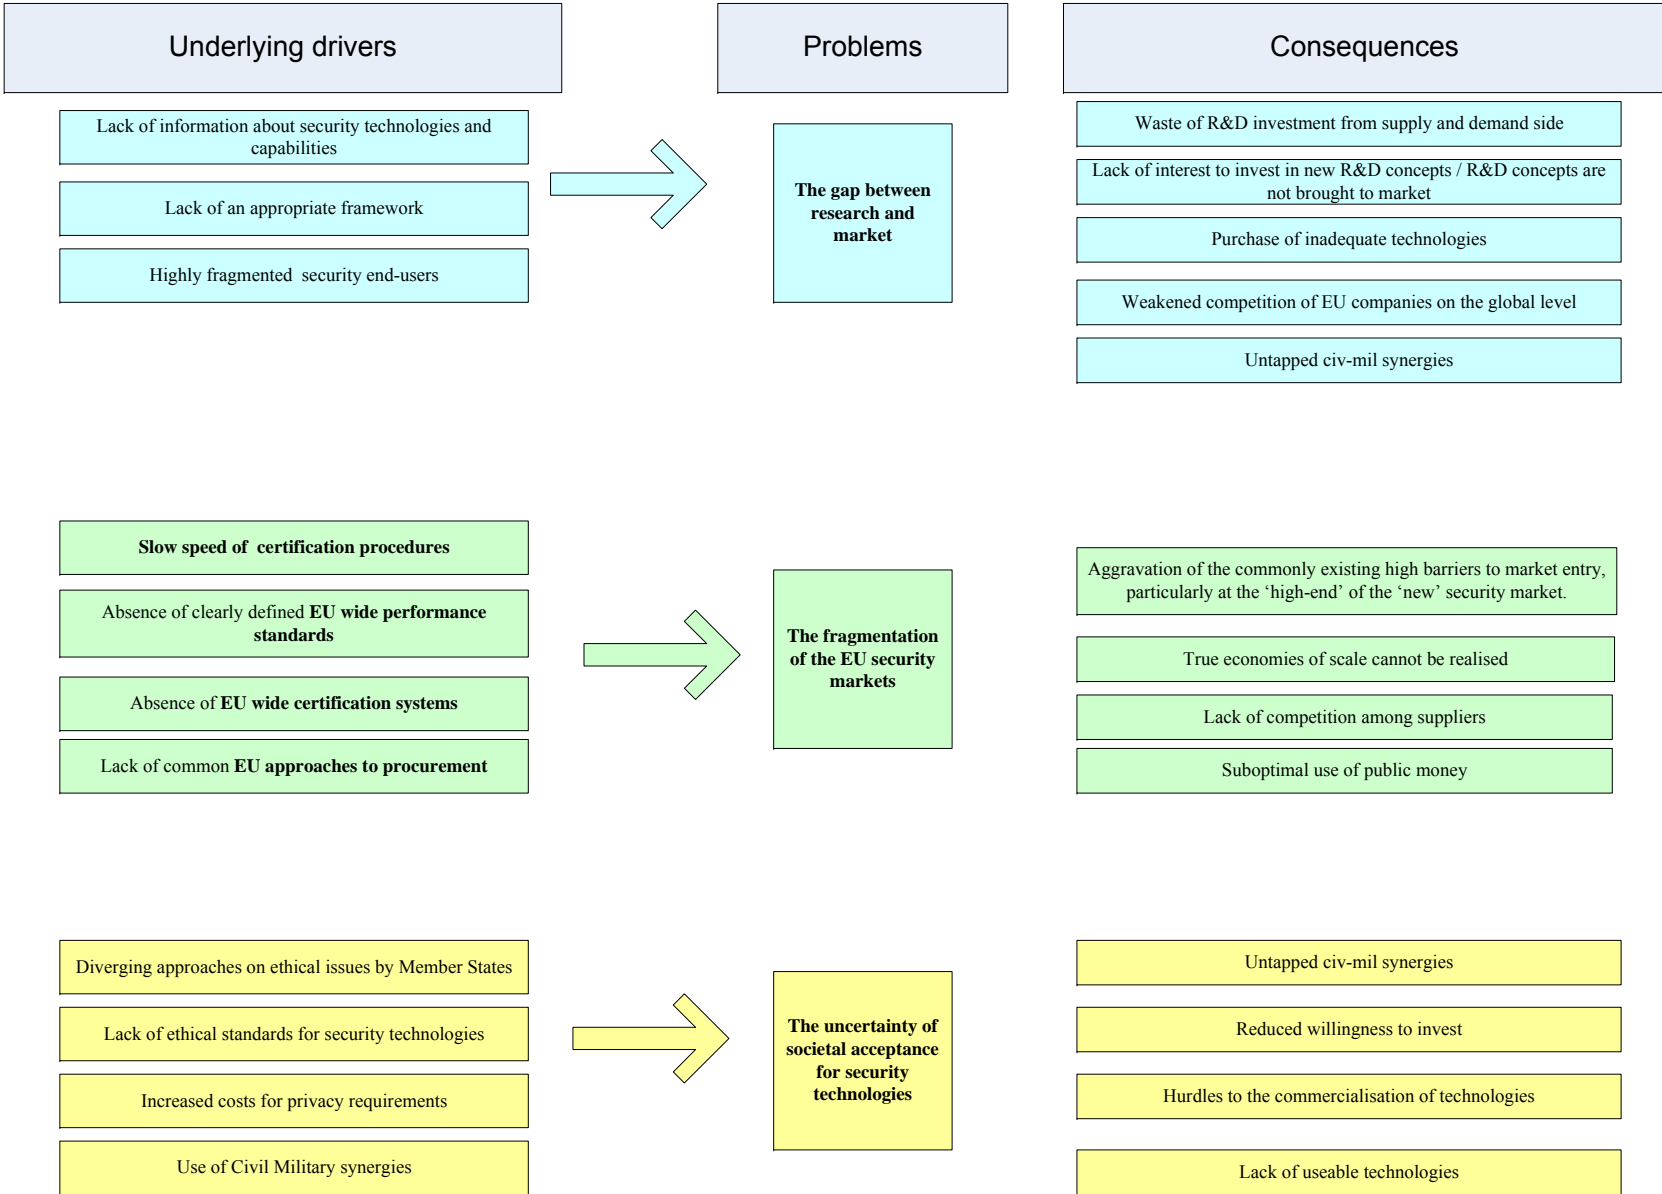 Underlying drivers
Problems
Consequences
Lack of information about security technologies and
capabilities
Lack of an appropriate framework
Highly fragmented  security end-users
The gap between
research and
market
Waste of R&D investment from supply and demand side
Lack of interest to invest in new R&D concepts / R&D concepts are
not brought to market
Purchase of inadequate technologies
Weakened competition of EU companies on the global level
Untapped civ-mil synergies
Slow speed of  certification procedures
Absence of clearly defined EU wide performance
standards
Absence of EU wide certification systems
Lack of common EU approaches to procurement
The fragmentation
of the EU security
markets
Aggravation of the commonly existing high barriers to market entry,
particularly at the ‘high-end’ of the ‘new’ security market.
True economies of scale cannot be realised
Lack of competition among suppliers
Suboptimal use of public money
Diverging approaches on ethical issues by Member States
Lack of ethical standards for security technologies
Increased costs for privacy requirements
Use of Civil Military synergies
The uncertainty of
societal acceptance
for security
technologies
Untapped civ-mil synergies
Reduced willingness to invest
Hurdles to the commercialisation of technologies
Lack of useable technologies